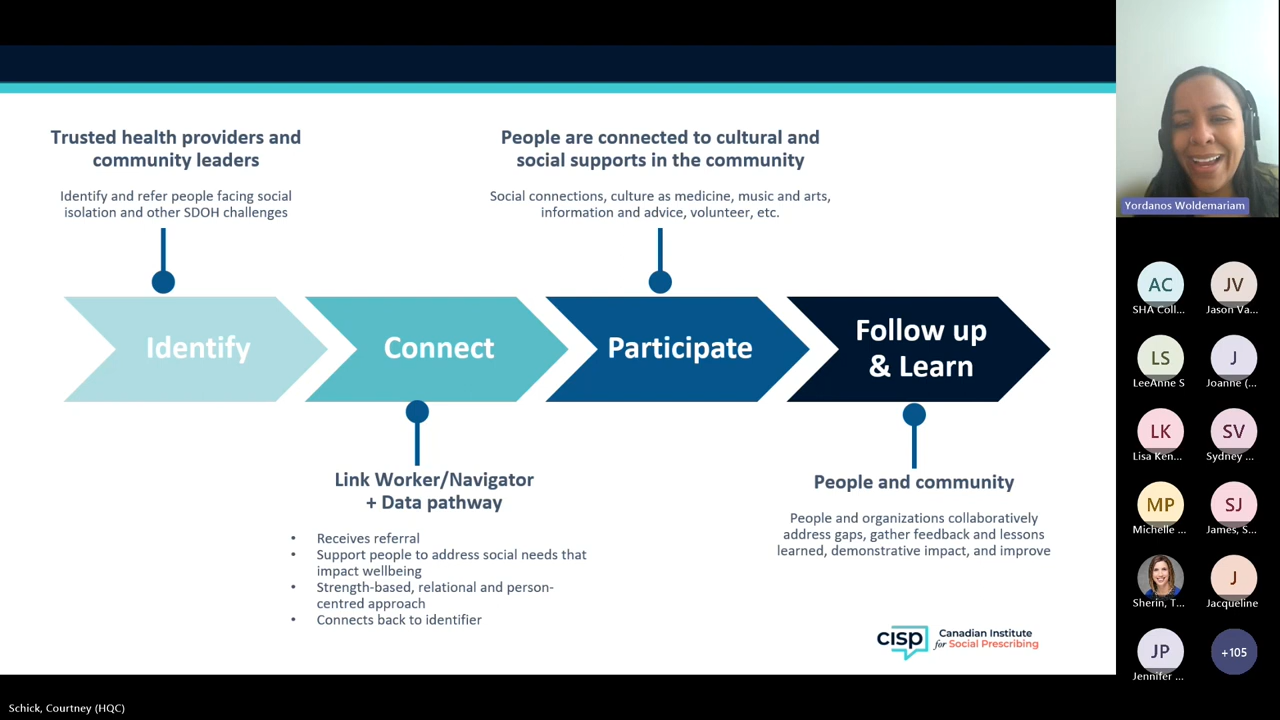 Trusted health providers and
community leaders
Identify and refer people facing social
isolation and other SDOH challenges
People are connected to cultural and
social supports in the community
Social connections, culture as medicine, music and arts,
information and advice, volunteer, etc.
Identify
Connect
Participate
Follow up
& Learn
Link Worker/Navigator
+ Data pathway
• Receives referral
• Support people to address social needs that
impact wellbeing
• Strength-based, relational and person-
centred approach
• Connects back to identifier
People and community
People and organizations collaboratively
address gaps, gather feedback and lessons
learned, demonstrative impact, and improve
cisp
Canadian Institute
for Social Prescribing
Schick, Courtney (HQC)
Yordanos Woldemariam
AC
SHA Coll...
JV
Jason Va...
LS
LeeAnne S
J
Joanne (...
LK
Lisa Ken...
SV
Sydney ...
MP
Michelle ...
SJ
James, S...
Sherin, T...
J
Jacqueline
JP
Jennifer ...
+105